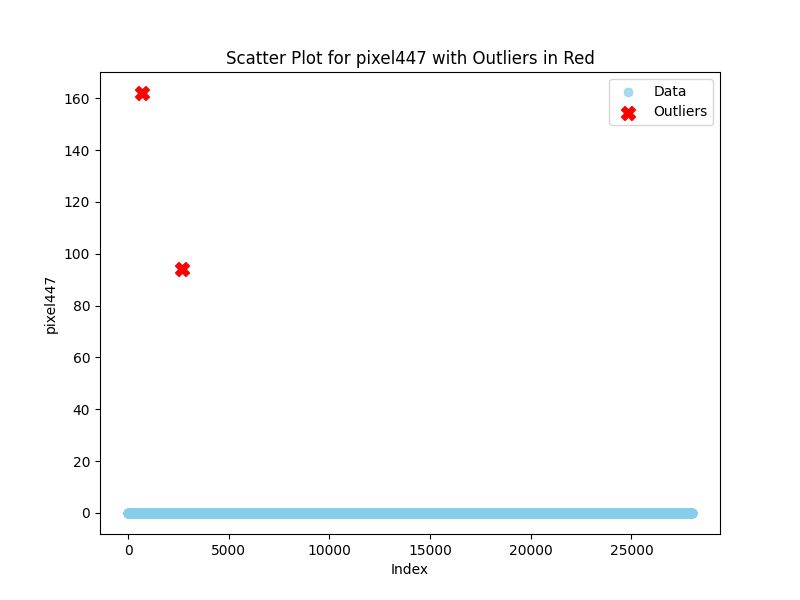 Scatter Plot for pixel447 with Outliers in Red
Data
Outliers
160
140
120
100
80
60
40
20
0
pixel447
0 5000 10000 15000 20000 25000
Index